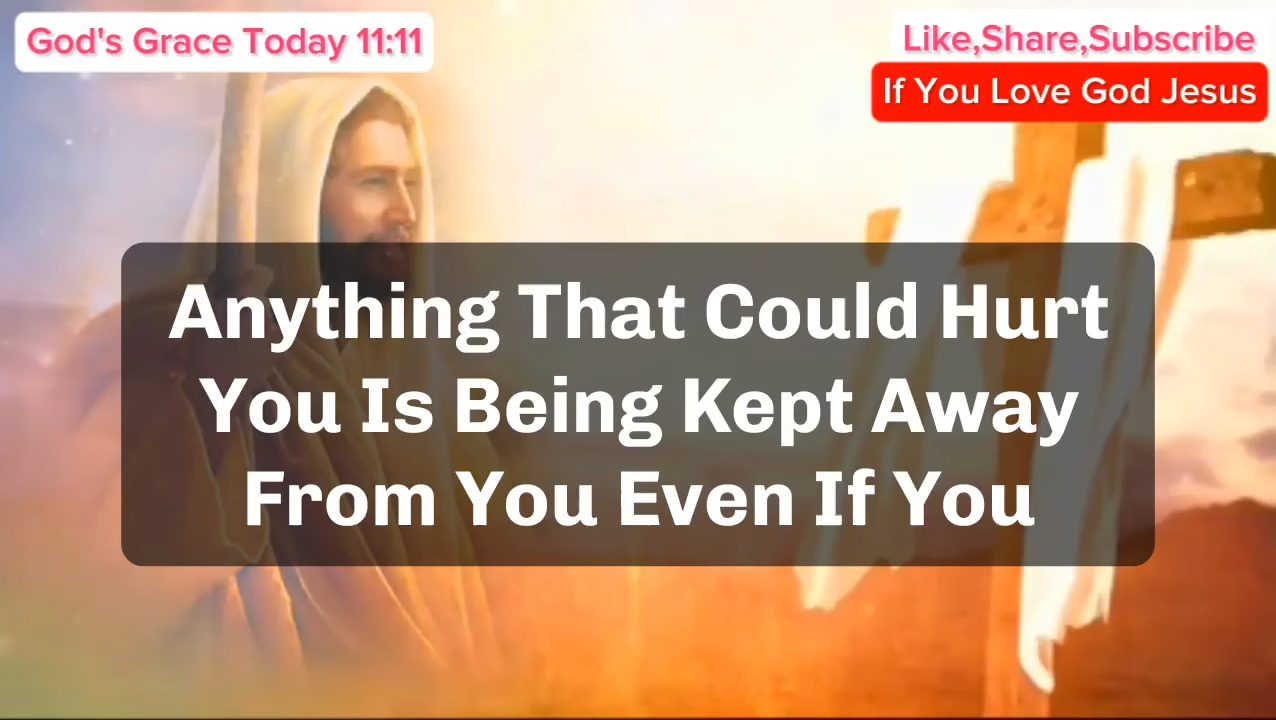 God's Grace Today 11:11
Like,Share,Subscribe
If You Love God Jesus
Anything That Could Hurt
You Is Being Kept Away
From You Even If You